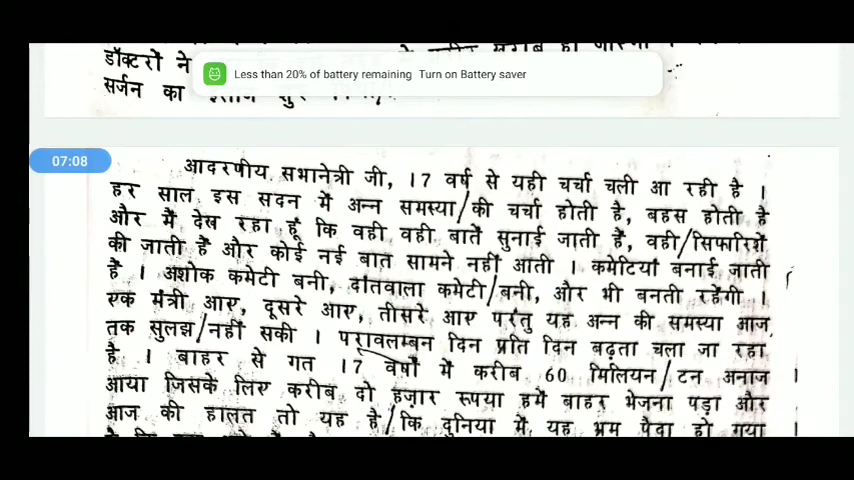 डॉक्टरों ने
Less than 20% of battery remaining Turn on Battery saver
सर्जन का
07:08
आदरणीय सभानेत्री जी, 17 वर्ष से यही चर्चा चली आ रही है ।
हर साल इस सदन में अन्न समस्या/की चर्चा होती है, बहस होती है
और मैं देख रहा हूं कि वही वही बातें सुनाई जाती हैं, वही/सिफारिशें
की जाती हैं और कोई नई बात सामने नहीं आती । कमेटियां बनाई जाती
हैं । अशोक कमेटी बनी, दांतवाला कमेटी/बनी, और भी बनती रहेंगी ।
एक मंत्री आए, दूसरे आए, तीसरे आए परंतु यह अन्न की समस्या आज
तक सुलझ/नहीं सकी । परावलम्बन दिन प्रति दिन बढ़ता चला जा रहा
है । बाहर से गत 17 वर्षों में करीब 60 मिलियन/टन अनाज
आया जिसके लिए करीब दो हज़ार रूपया हमें बाहर भेजना पड़ा और
आज की हालत तो यह है/कि दुनिया में यह भ्रम पैदा हो गया